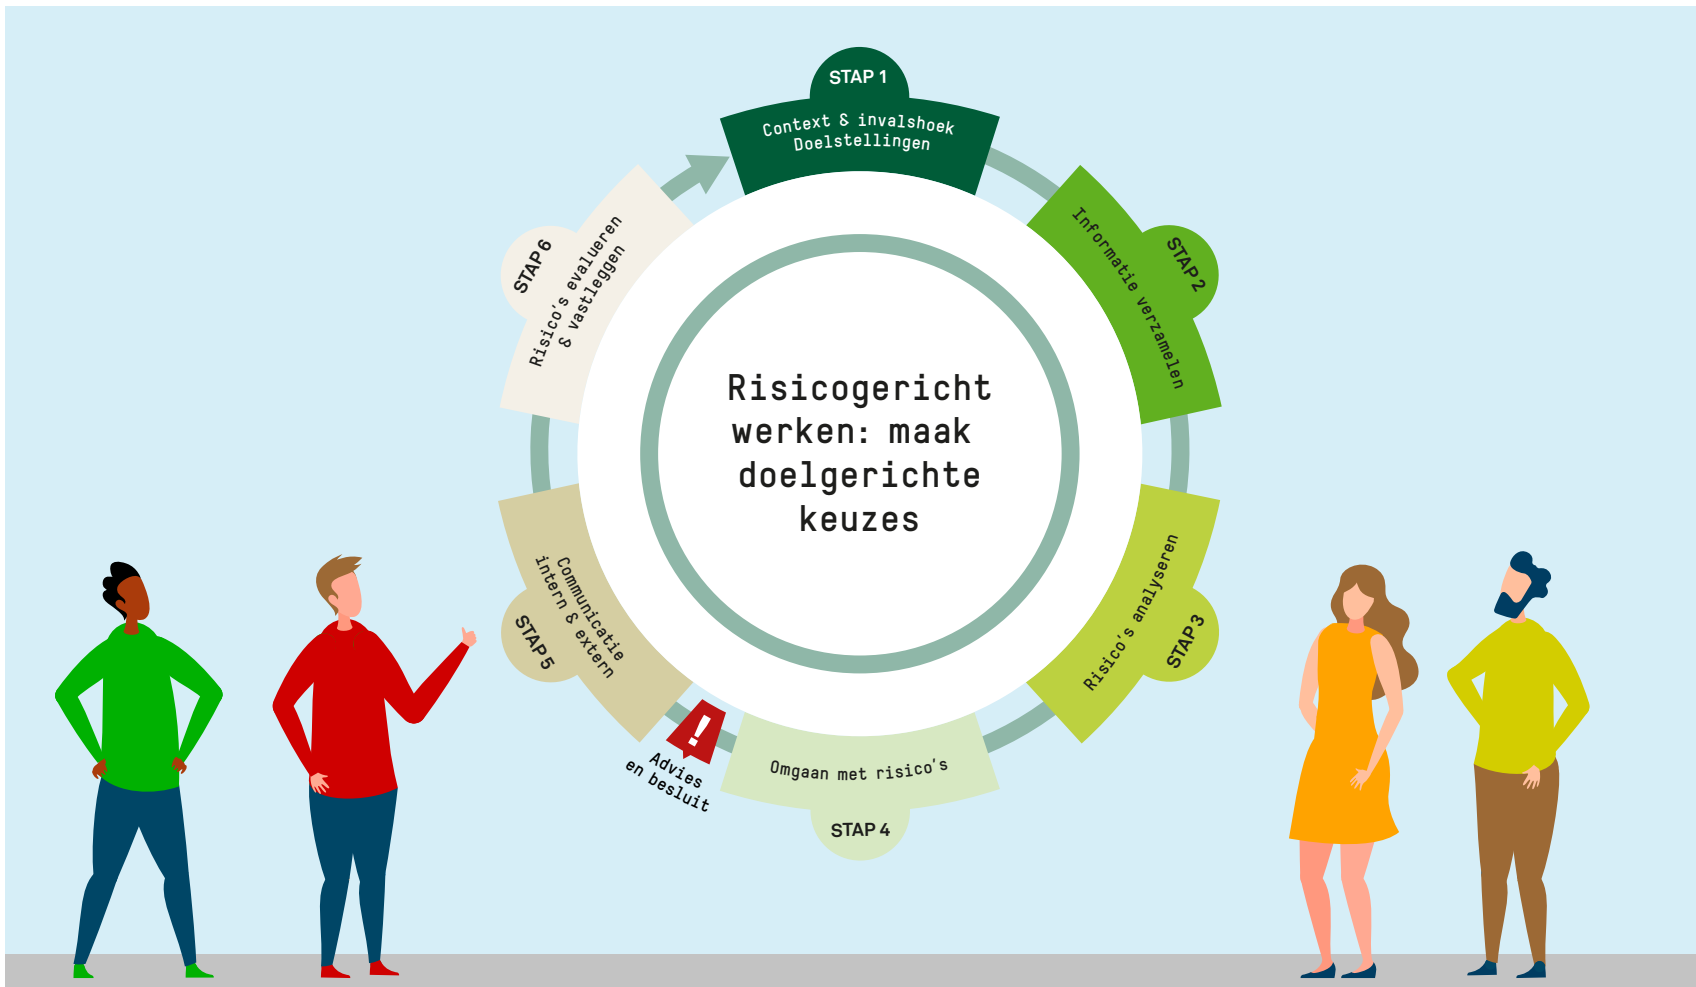 STAP 1
Context & invalshoek
Doelstellingen
STAP 2
Informatie verzamelen
STAP 3
Risico's analyseren
STAP 4
Omgaan met risico's
!
Advies
en besluit
STAP 5
Communicatie
intern & extern
STAP 6
Risico's evalueren
& vastleggen
Risicogericht
werken: maak
doelgerichte
keuzes